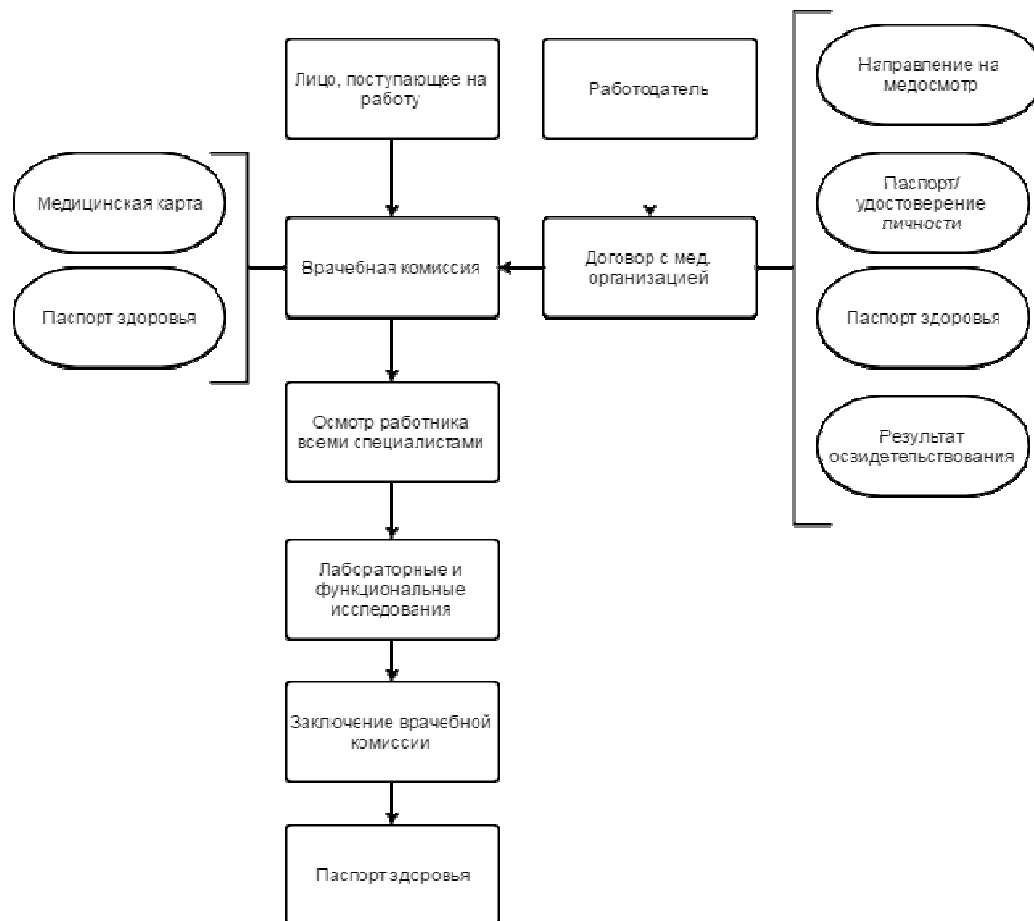 Лицо, поступающее на
работу
Работодатель
Направление на
медосмотр
Медицинская карта
Паспорт здоровья
Врачебная комиссия
Договор с мед.
организацией
Паспорт/
удостоверение
личности
Паспорт здоровья
Результат
освидетельствования
Осмотр работника
всеми специалистами
Лабораторные и
функциональные
исследования
Заключение врачебной
комиссии
Паспорт здоровья